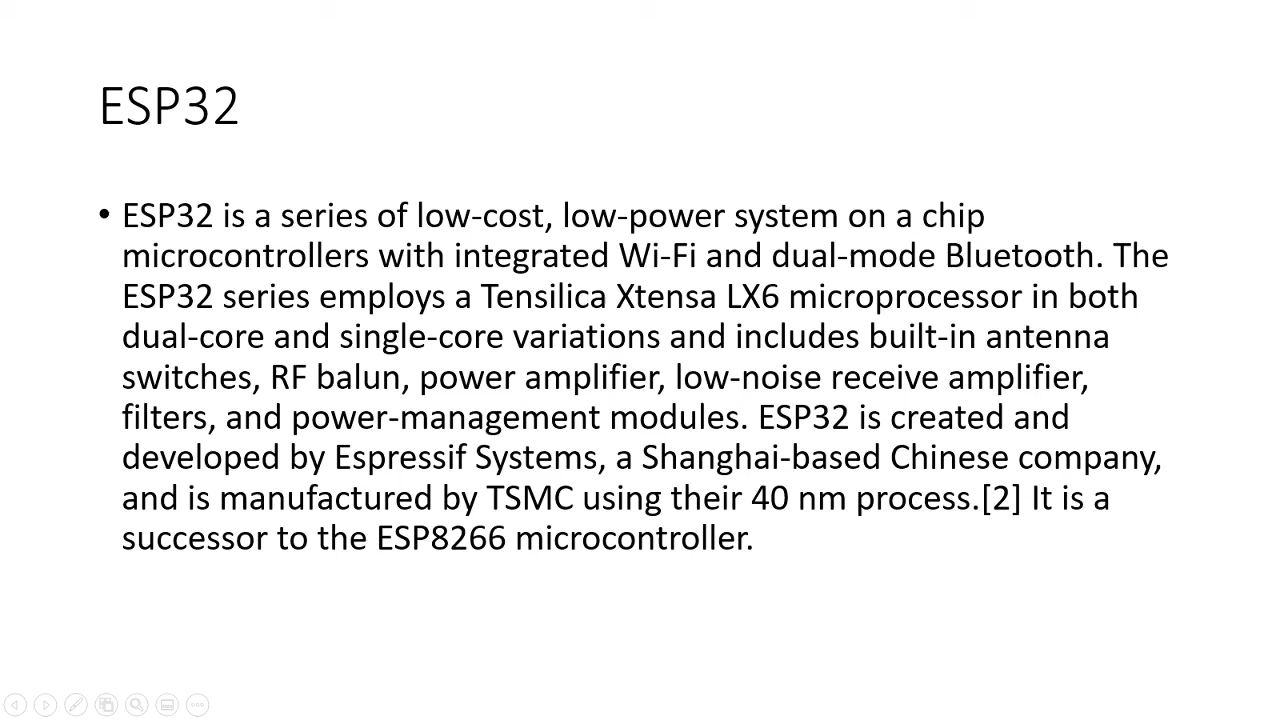 ESP32
• ESP32 is a series of low-cost, low-power system on a chip
microcontrollers with integrated Wi-Fi and dual-mode Bluetooth. The
ESP32 series employs a Tensilica Xtensa LX6 microprocessor in both
dual-core and single-core variations and includes built-in antenna
switches, RF balun, power amplifier, low-noise receive amplifier,
filters, and power-management modules. ESP32 is created and
developed by Espressif Systems, a Shanghai-based Chinese company,
and is manufactured by TSMC using their 40 nm process.[2] It is a
successor to the ESP8266 microcontroller.